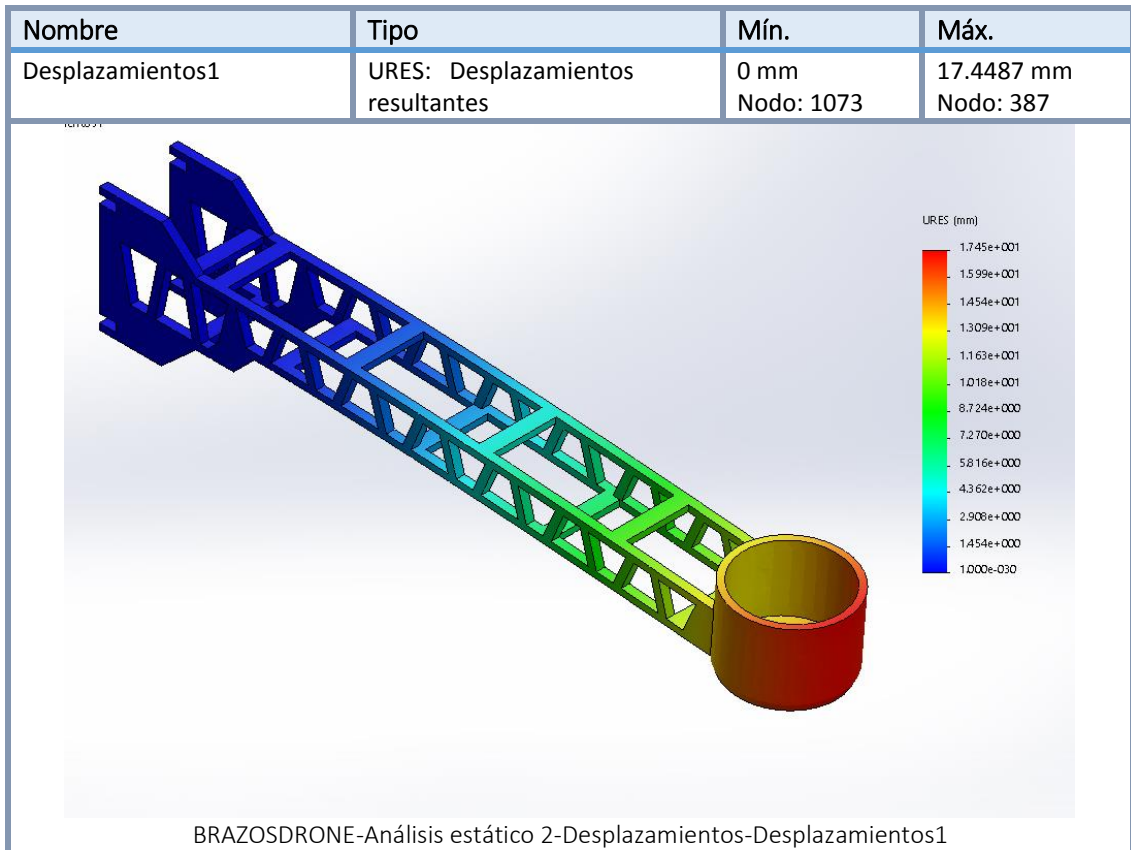 Nombre Tipo Mín. Máx.
Desplazamientos1 URES: Desplazamientos resultantes 0 mm Nodo: 1073 17.4487 mm Nodo: 387
URES (mm)
1.745e+001
1.599e+001
1.454e+001
1.309e+001
1.163e+001
1.018e+001
8.724e+000
7.270e+000
5.816e+000
4.362e+000
2.908e+000
1.454e+000
1.000e-030
BRAZOSDRONE-Análisis estático 2-Desplazamientos-Desplazamientos1